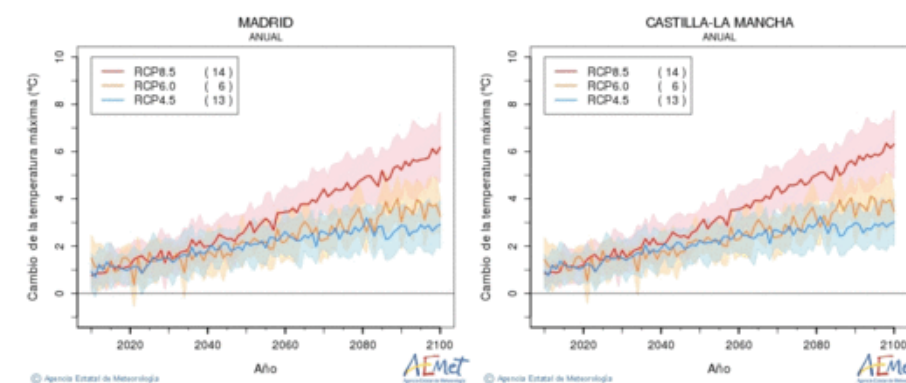 MADRID
ANUAL
Cambio de la temperatura máxima (ºC)
10
8
6
4
2
0
RCP8.5 ( 14 )
RCP6.0 ( 6 )
RCP4.5 ( 13 )
2020 2040 2060 2080 2100
Año
© Agencia Estatal de Meteorología
AEMet
CASTILLA-LA MANCHA
ANUAL
Cambio de la temperatura máxima (ºC)
10
8
6
4
2
0
RCP8.5 ( 14 )
RCP6.0 ( 6 )
RCP4.5 ( 13 )
2020 2040 2060 2080 2100
Año
© Agencia Estatal de Meteorología
AEMe